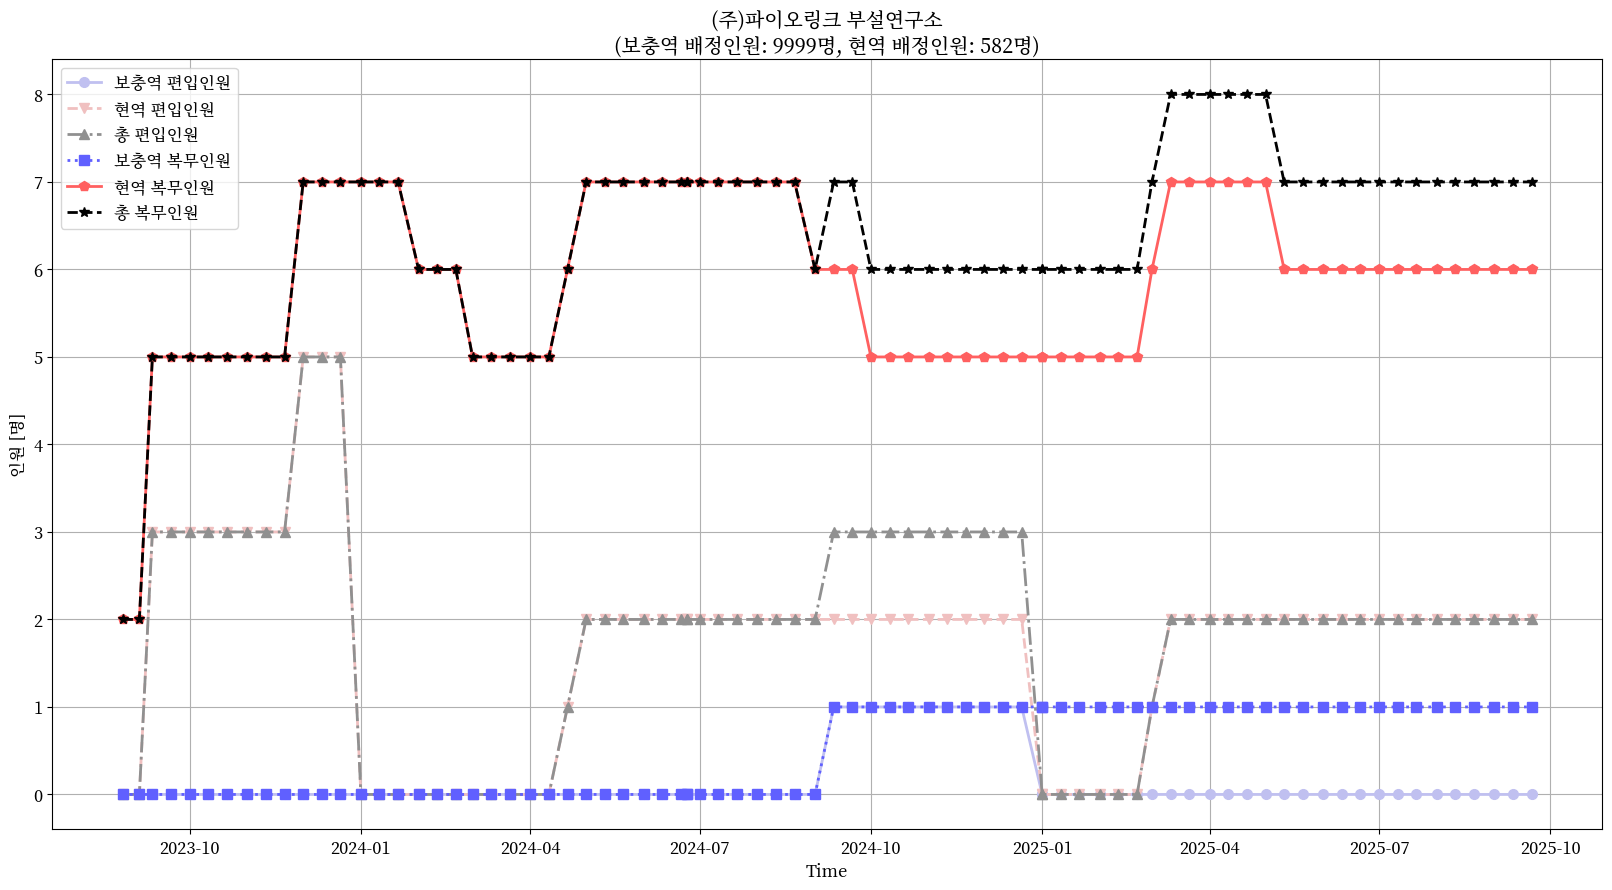 (주)파이오링크 부설연구소
(보충역 배정인원: 9999명, 현역 배정인원: 582명)
보충역 편입인원
현역 편입인원
총 편입인원
보충역 복무인원
현역 복무인원
총 복무인원
인원 [명]
8
7
6
5
4
3
2
1
0
2023-10
2024-01
2024-04
2024-07
2024-10
2025-01
2025-04
2025-07
2025-10
Time